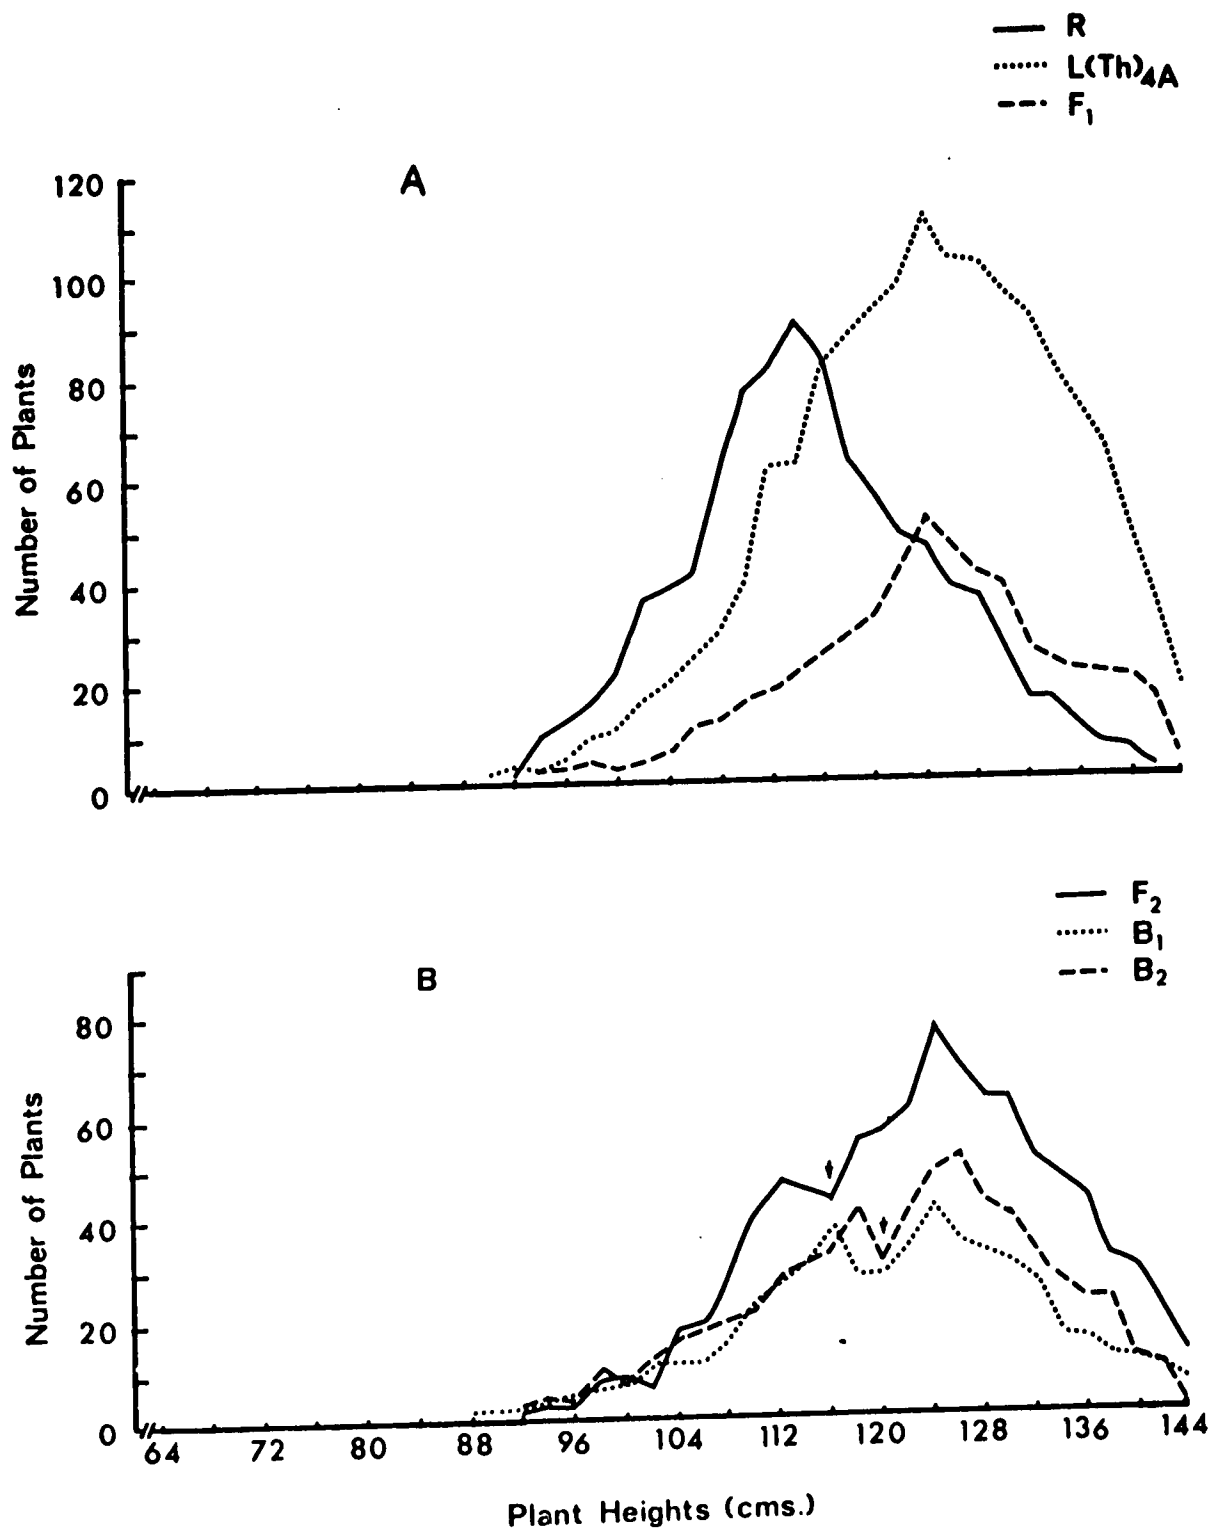 R
L(Th)4A
F1
A
120
100
80
60
40
20
0
Number of Plants
F2
B1
B2
B
80
60
40
20
0
Number of Plants
64 72 80 88 96 104 112 120 128 136 144
Plant Heights (cms.)